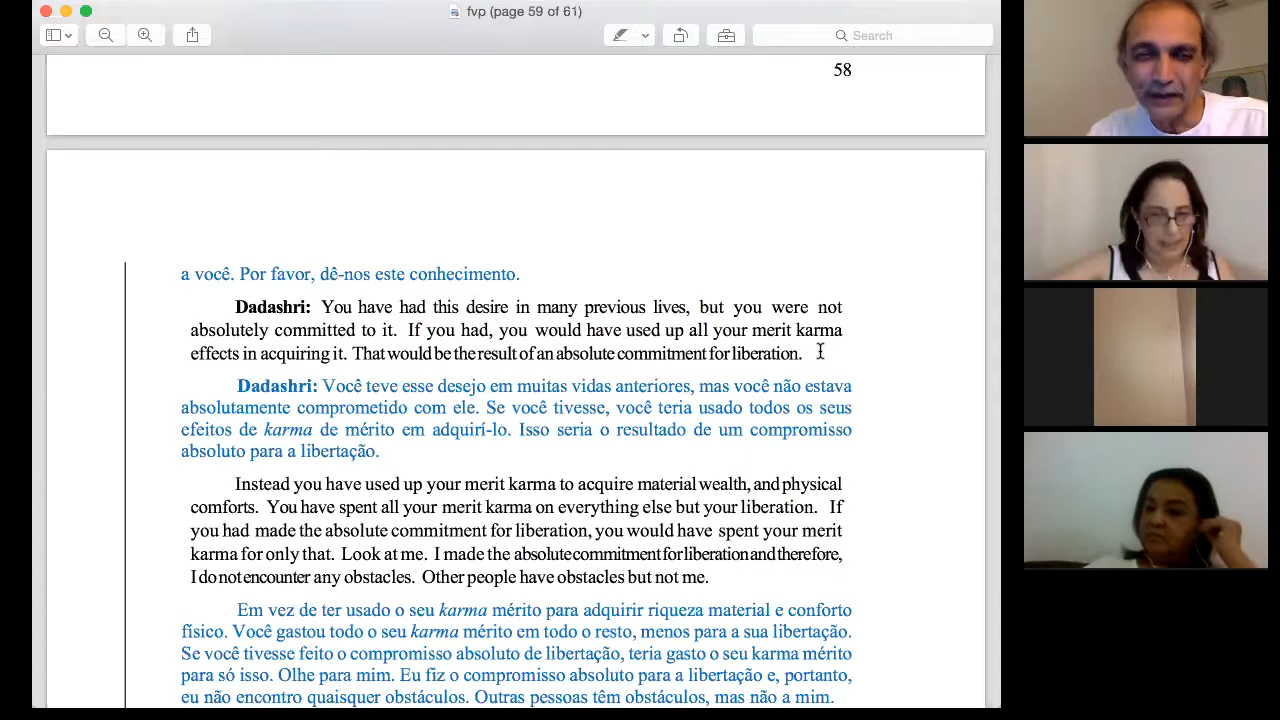 fvp (page 59 of 61)
Search
58
a você. Por favor, dê-nos este conhecimento.
Dadashri: You have had this desire in many previous lives, but you were not
absolutely committed to it. If you had, you would have used up all your merit karma
effects in acquiring it. That would be the result of an absolute commitment for liberation.
Dadashri: Você teve esse desejo em muitas vidas anteriores, mas você não estava
absolutamente comprometido com ele. Se você tivesse, você teria usado todos os seus
efeitos de karma de mérito em adquirí-lo. Isso seria o resultado de um compromisso
absoluto para a libertação.
Instead you have used up your merit karma to acquire material wealth, and physical
comforts. You have spent all your merit karma on everything else but your liberation. If
you had made the absolute commitment for liberation, you would have spent your merit
karma for only that. Look at me. I made the absolute commitment for liberation and therefore,
I do not encounter any obstacles. Other people have obstacles but not me.
Em vez de ter usado o seu karma mérito para adquirir riqueza material e conforto
físico. Você gastou todo o seu karma mérito em todo o resto, menos para a sua libertação.
Se você tivesse feito o compromisso absoluto de libertação, teria gasto o seu karma mérito
para só isso. Olhe para mim. Eu fiz o compromisso absoluto para a libertação e, portanto,
eu não encontro quaisquer obstáculos. Outras pessoas têm obstáculos, mas não a mim.